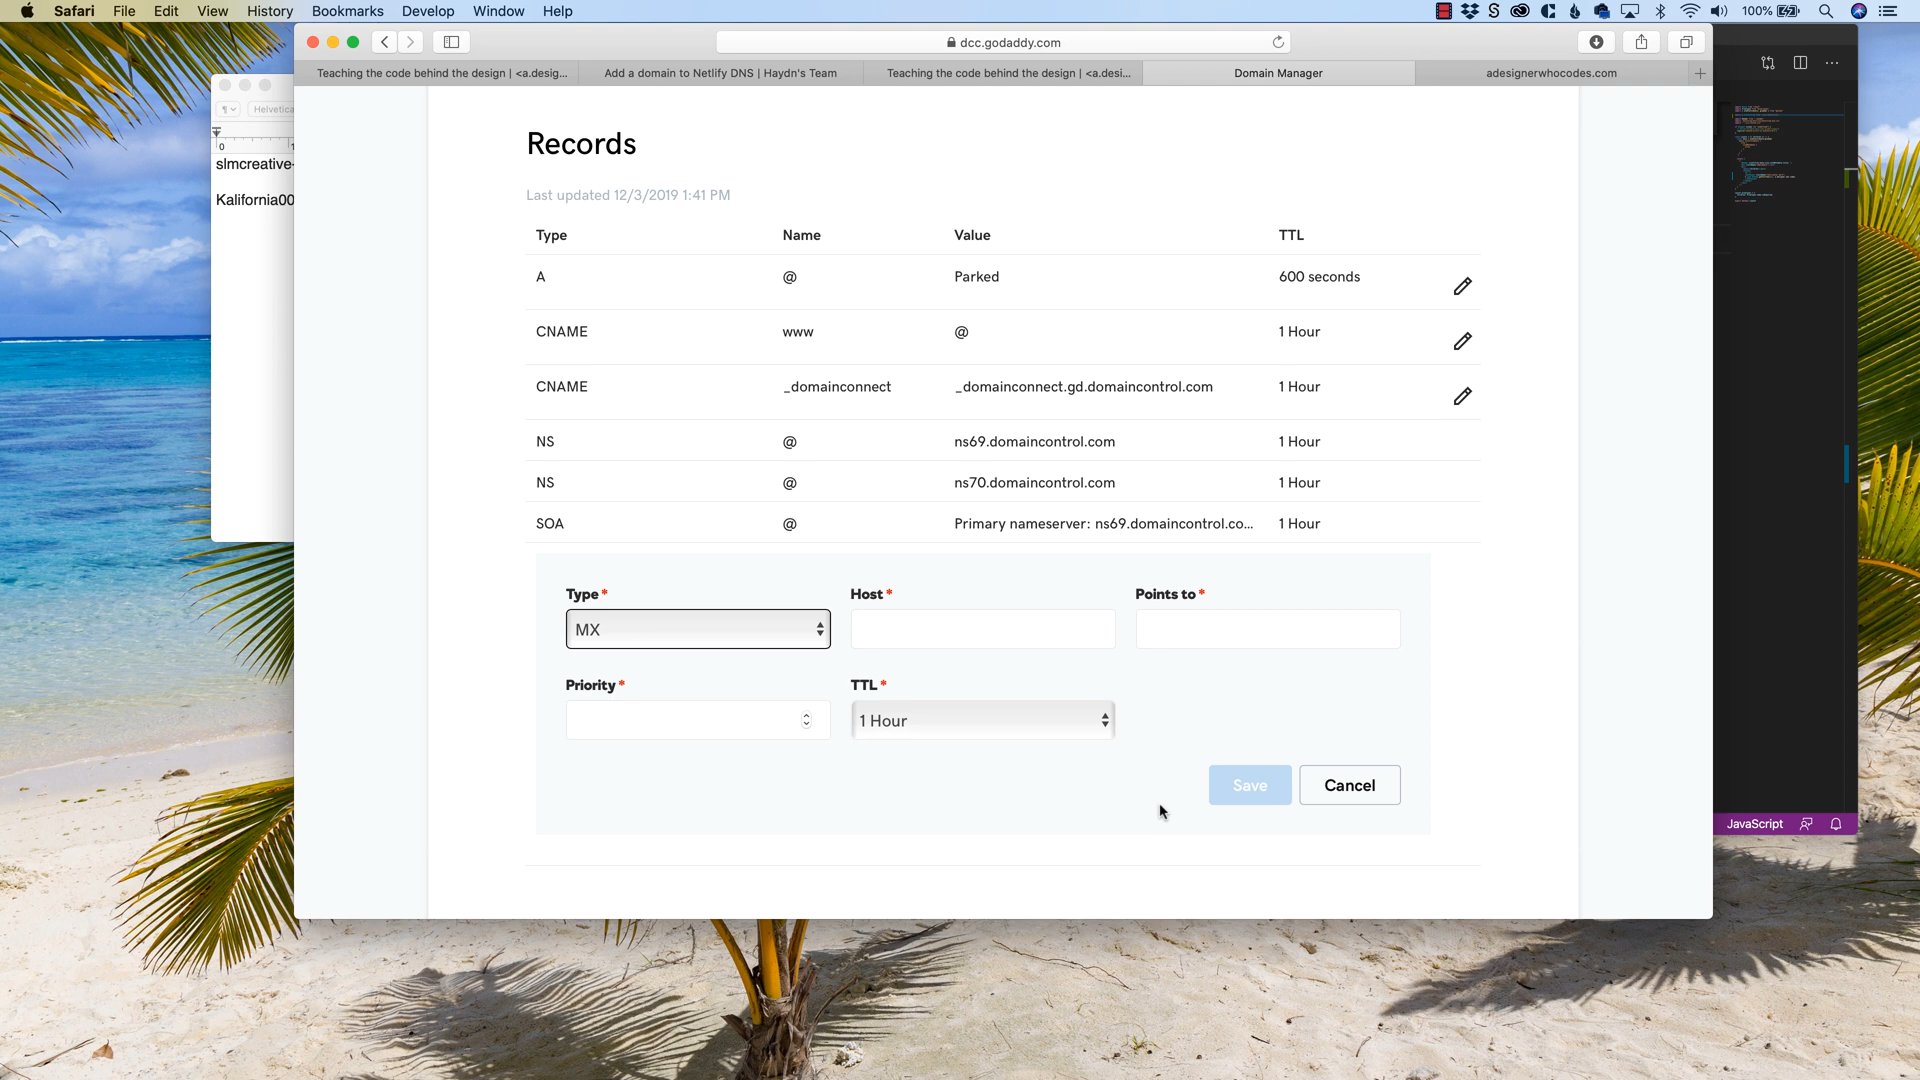 Safari File Edit View History Bookmarks Develop Window Help
100%
dcc.godaddy.com
Teaching the code behind the design | <a.desig...
Add a domain to Netlify DNS | Haydn's Team
Teaching the code behind the design | <a.desi...
Domain Manager
adesignerwhocodes.com
Helvetica
0
slmcreative-
Kalifornia00
Records
Last updated 12/3/2019 1:41 PM
Type Name Value TTL
A @ Parked 600 seconds
CNAME www @ 1 Hour
CNAME _domainconnect _domainconnect.gd.domaincontrol.com 1 Hour
NS @ ns69.domaincontrol.com 1 Hour
NS @ ns70.domaincontrol.com 1 Hour
SOA @ Primary nameserver: ns69.domaincontrol.co... 1 Hour
Type * Host * Points to *
MX
Priority * TTL *
1 Hour
Save Cancel
JavaScript